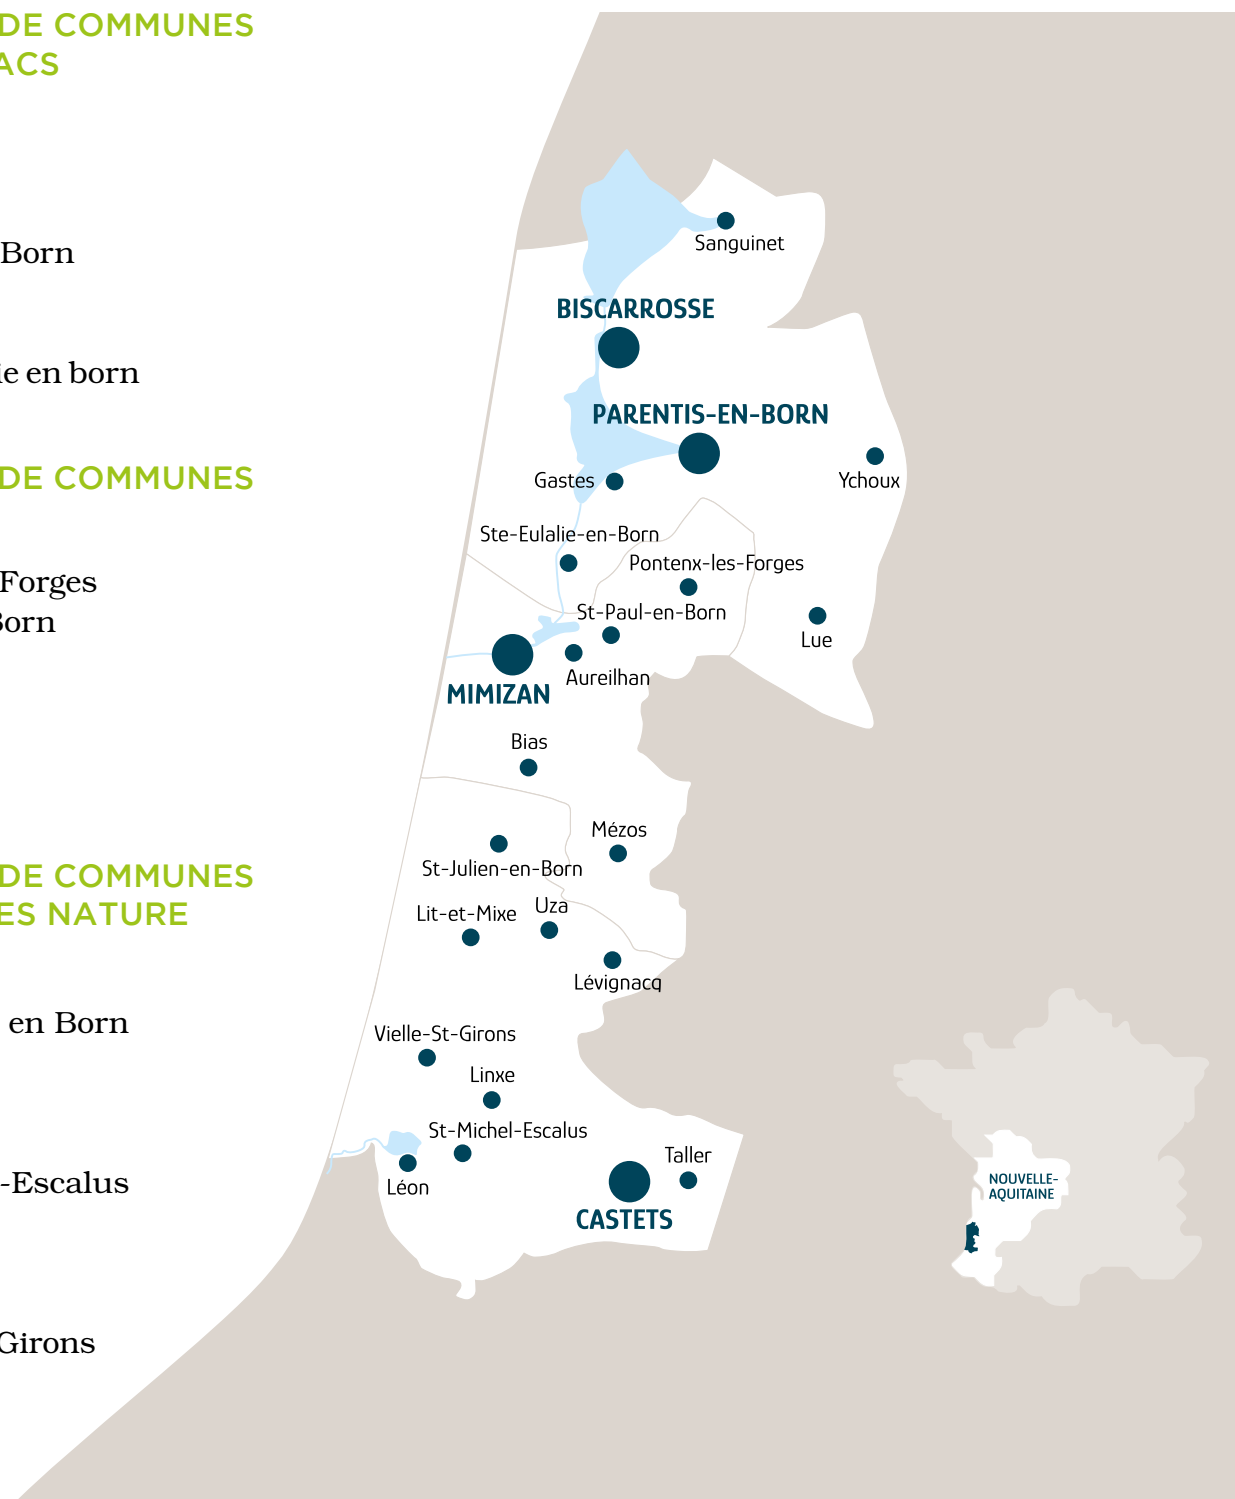 DE COMMUNES
ACS
Born
ie en born
DE COMMUNES
Forges
Born
DE COMMUNES
ES NATURE
en Born
-Escalus
Girons
Sanguinet
BISCARROSSE
PARENTIS-EN-BORN
Ychoux
Gastes
Ste-Eulalie-en-Born
Pontenx-les-Forges
St-Paul-en-Born
Lue
Aureilhan
MIMIZAN
Bias
Mézos
St-Julien-en-Born
Uza
Lit-et-Mixe
Lévignacq
Vielle-St-Girons
Linxe
St-Michel-Escalus
Taller
Léon
CASTETS
NOUVELLE-
AQUITAINE